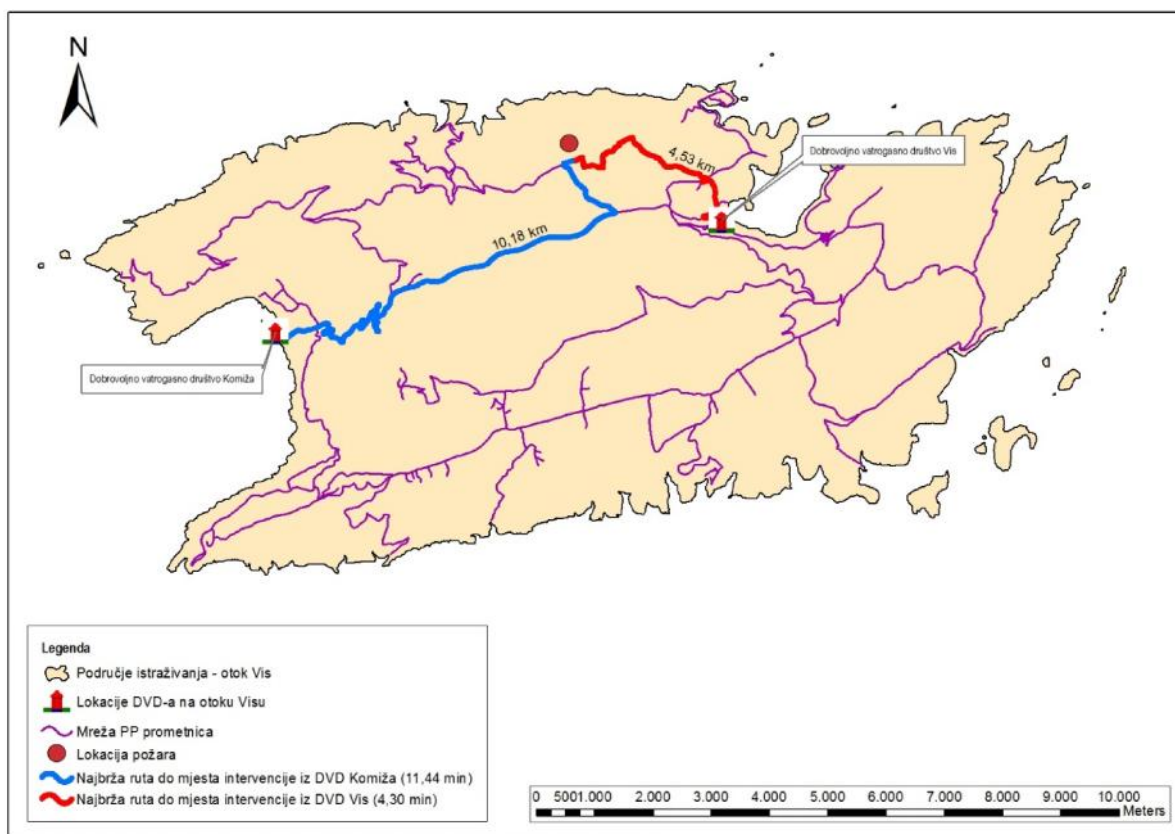 N
4,53 km
Dobrovoljno vatrogasno društvo Vis
10,18 km
Dobrovoljno vatrogasno društvo Komiža
Legenda
Područje istraživanja - otok Vis
Lokacije DVD-a na otoku Visu
Mreža PP prometnica
Lokacija požara
Najbrža ruta do mjesta intervencije iz DVD Komiža (11,44 min)
Najbrža ruta do mjesta intervencije iz DVD Vis (4,30 min)
0 500 1.000 2.000 3.000 4.000 5.000 6.000 7.000 8.000 9.000 10.000
Meters